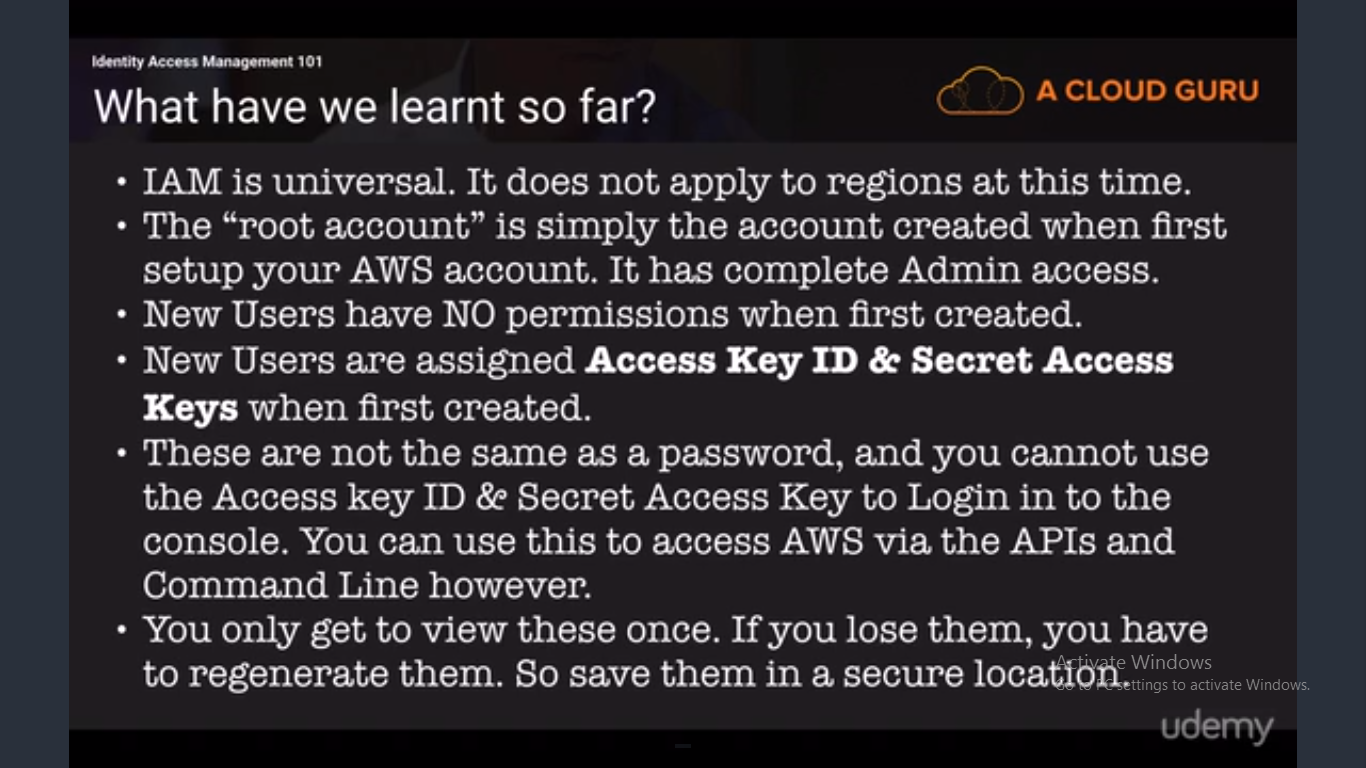 Identity Access Management 101
What have we learnt so far?
A CLOUD GURU
• IAM is universal. It does not apply to regions at this time.
• The “root account” is simply the account created when first
setup your AWS account. It has complete Admin access.
• New Users have NO permissions when first created.
• New Users are assigned Access Key ID & Secret Access
Keys when first created.
• These are not the same as a password, and you cannot use
the Access key ID & Secret Access Key to Login in to the
console. You can use this to access AWS via the APIs and
Command Line however.
• You only get to view these once. If you lose them, you have
to regenerate them. So save them in a secure location.
Activate Windows
Go to PC settings to activate Windows.
udemy